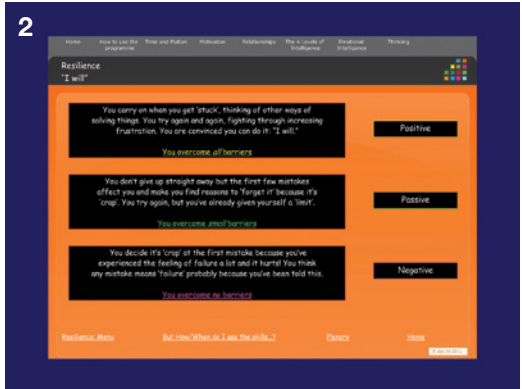 2
Home How to use the programme Time and Motion Motivation Relationships The 4 Levels of Intelligence Emotional Intelligence Thinking
Resilience
"I will"
You carry on when you get 'stuck', thinking of other ways of
solving things. You try again and again, fighting through increasing
frustration. You are convinced you can do it: "I will."
You overcome all barriers
Positive
You don't give up straight away but the first few mistakes
affect you and make you find reasons to 'forget it' because it's
'crap'. You try again, but you've already given yourself a 'limit'.
You overcome small barriers
Passive
You decide it's 'crap' at the first mistake because you've
experienced the feeling of failure a lot and it hurts! You think
any mistake means 'failure' probably because you've been told this.
You overcome no barriers
Negative
Resilience: Menu But How/When do I use the skills...? Plenary Home